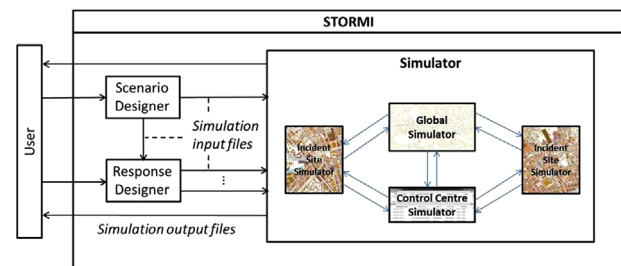 STORMI
User
Scenario
Designer
Response
Designer
Simulation
input files
⋮
Simulation output files
Simulator
Incident
Site
Simulator
Global
Simulator
Control Centre
Simulator
Incident
Site
Simulator